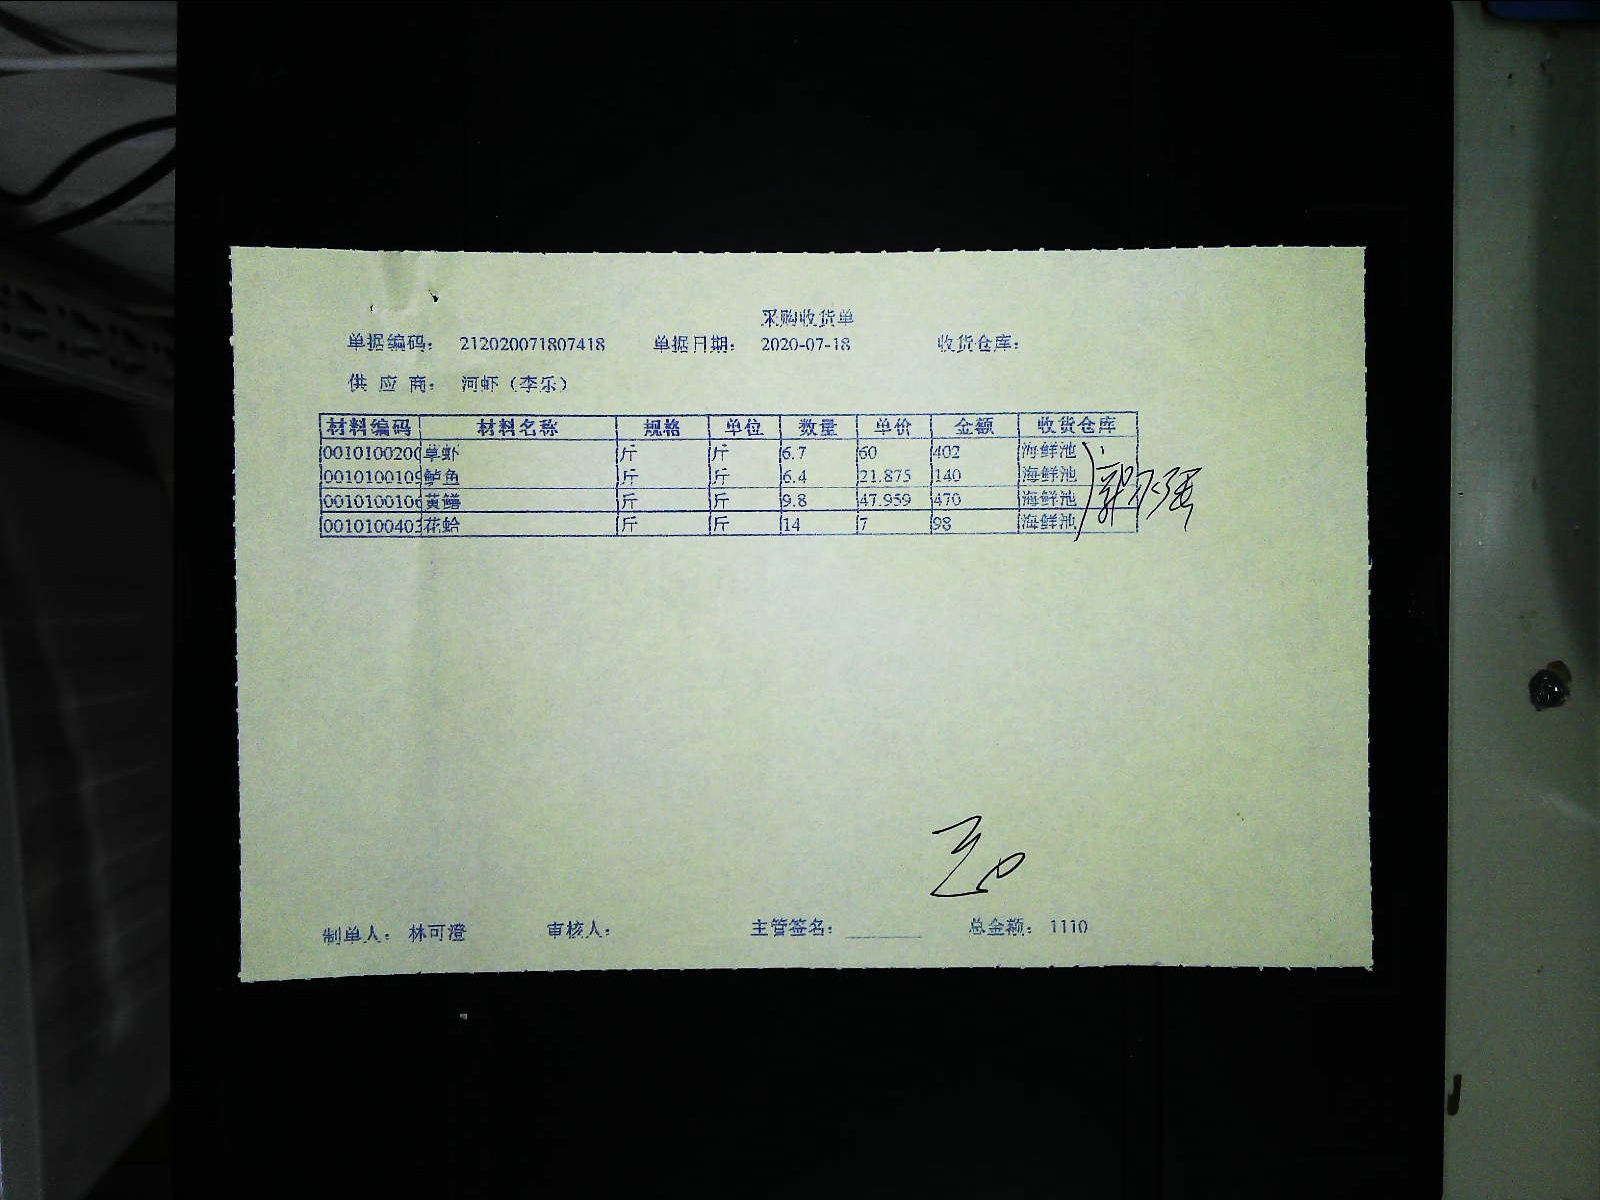 采购收货单
单据编码： 212020071807418 单据日期： 2020-07-18 收货仓库：
供 应 商： 河虾（李乐）
材料编码 材料名称 规格 单位 数量 单价 金额 收货仓库
0010100200 草虾 斤 斤 6.7 60 402 海鲜池
0010100109 鲈鱼 斤 斤 6.4 21.875 140 海鲜池
0010100106 黄鳝 斤 斤 9.8 47.959 470 海鲜池
0010100403 花蛤 斤 斤 14 7 98 海鲜池
制单人： 林可澄 审核人： 主管签名： 总金额： 1110